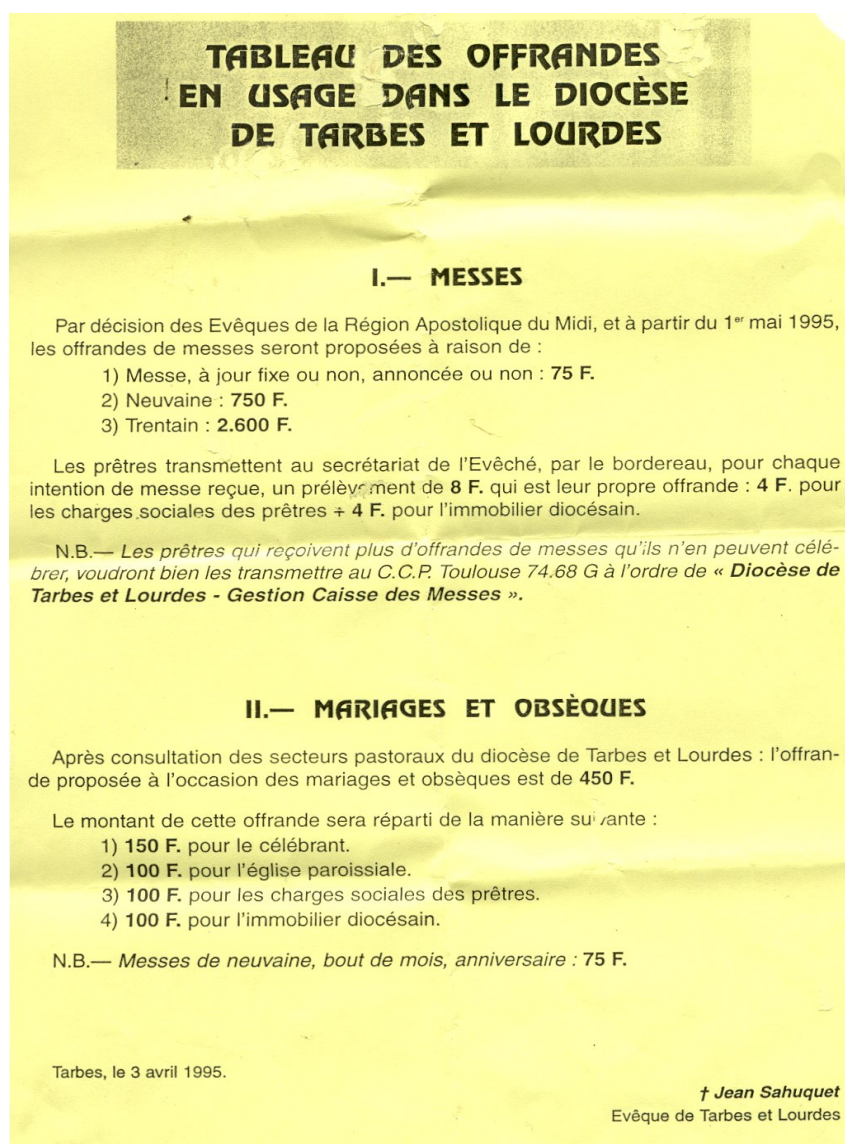 TABLEAU DES OFFRANDES
EN USAGE DANS LE DIOCÈSE
DE TARBES ET LOURDES
I.— MESSES
Par décision des Evêques de la Région Apostolique du Midi, et à partir du 1er mai 1995,
les offrandes de messes seront proposées à raison de :
1) Messe, à jour fixe ou non, annoncée ou non : 75 F.
2) Neuvaine : 750 F.
3) Trentain : 2.600 F.
Les prêtres transmettent au secrétariat de l'Evêché, par le bordereau, pour chaque
intention de messe reçue, un prélèvement de 8 F. qui est leur propre offrande : 4 F. pour
les charges sociales des prêtres + 4 F. pour l'immobilier diocésain.
N.B.— Les prêtres qui reçoivent plus d'offrandes de messes qu'ils n'en peuvent célé-
brer, voudront bien les transmettre au C.C.P. Toulouse 74.68 G à l'ordre de « Diocèse de
Tarbes et Lourdes - Gestion Caisse des Messes ».
II.— MARIAGES ET OBSÈQUES
Après consultation des secteurs pastoraux du diocèse de Tarbes et Lourdes : l'offran-
de proposée à l'occasion des mariages et obsèques est de 450 F.
Le montant de cette offrande sera réparti de la manière suivante :
1) 150 F. pour le célébrant.
2) 100 F. pour l'église paroissiale.
3) 100 F. pour les charges sociales des prêtres.
4) 100 F. pour l'immobilier diocésain.
N.B.— Messes de neuvaine, bout de mois, anniversaire : 75 F.
Tarbes, le 3 avril 1995.
† Jean Sahuquet
Evêque de Tarbes et Lourdes